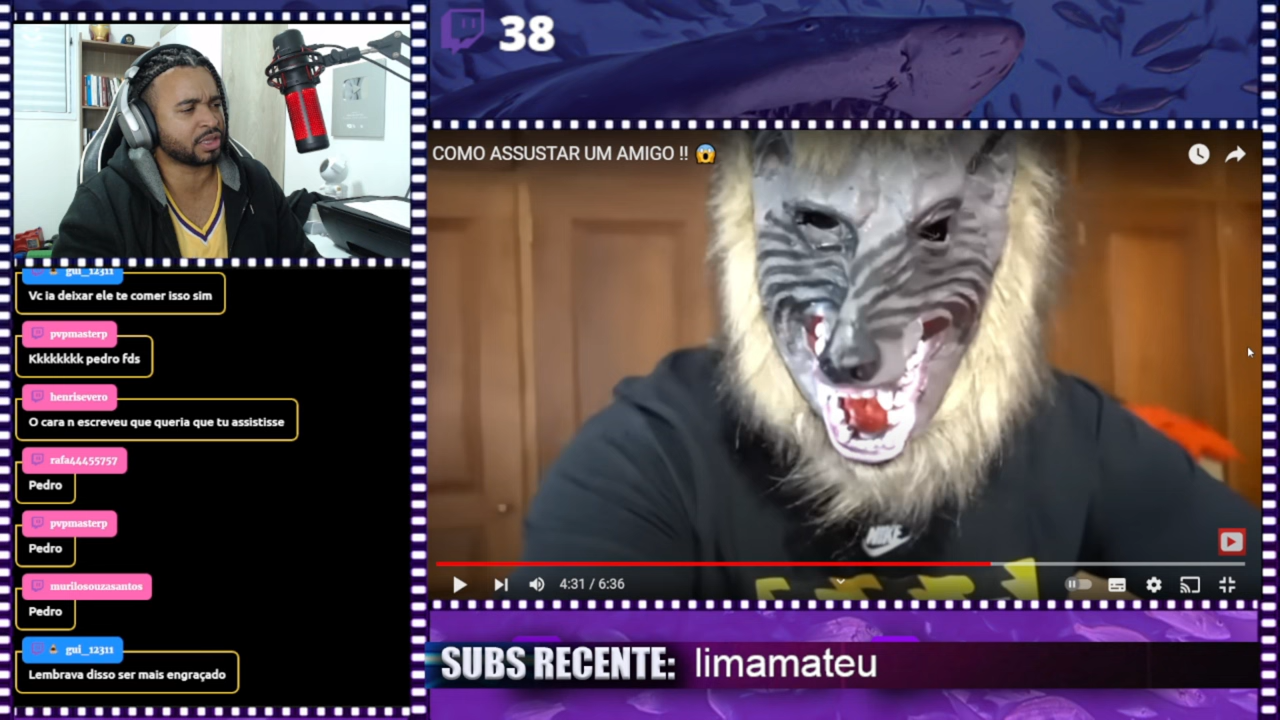 38
COMO ASSUSTAR UM AMIGO !! 😱
gui_12311
Vc ia deixar ele te comer isso sim
pvpmasterp
Kkkkkkkk pedro fds
henrisevero
O cara n escreveu que queria que tu assistisse
rafa44455757
Pedro
pvpmasterp
Pedro
murilosouzasantos
Pedro
gui_12311
Lembrava disso ser mais engraçado
NIKE
4:31 / 6:36
SUBS RECENTE: limamateu